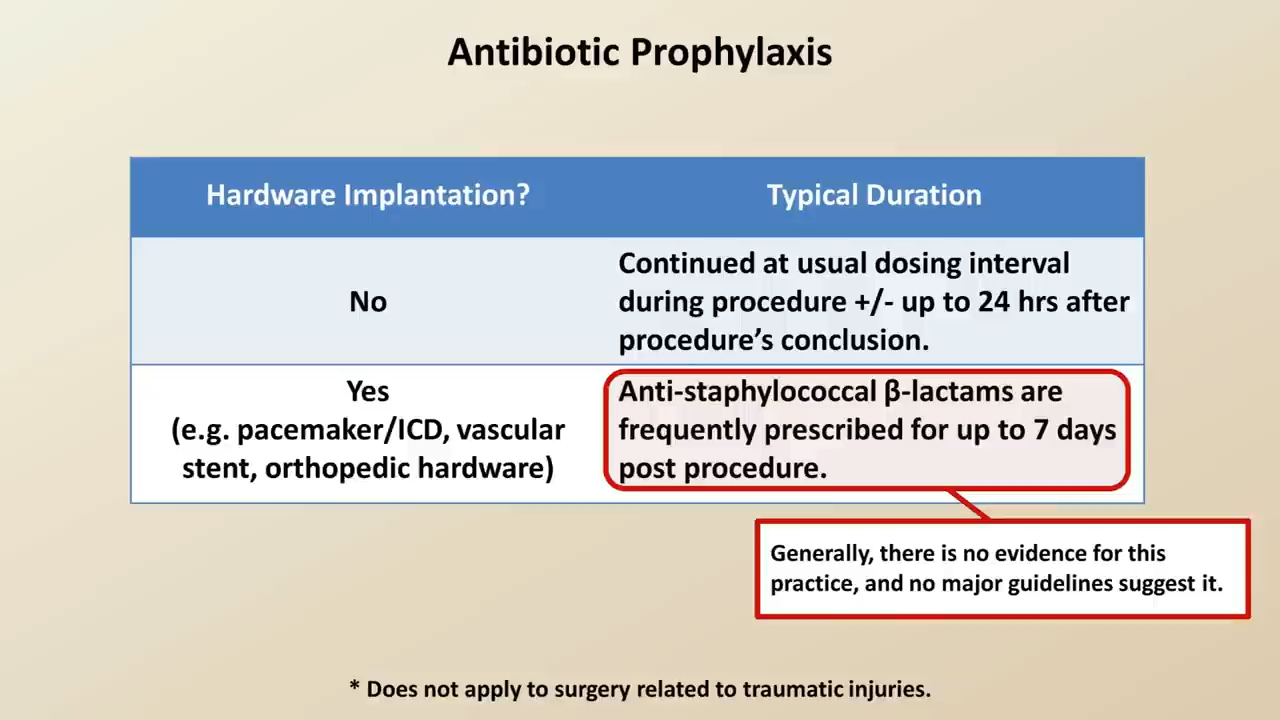 Antibiotic Prophylaxis
Hardware Implantation?
Typical Duration
No
Continued at usual dosing interval
during procedure +/- up to 24 hrs after
procedure’s conclusion.
Yes
(e.g. pacemaker/ICD, vascular
stent, orthopedic hardware)
Anti-staphylococcal β-lactams are
frequently prescribed for up to 7 days
post procedure.
Generally, there is no evidence for this
practice, and no major guidelines suggest it.
* Does not apply to surgery related to traumatic injuries.